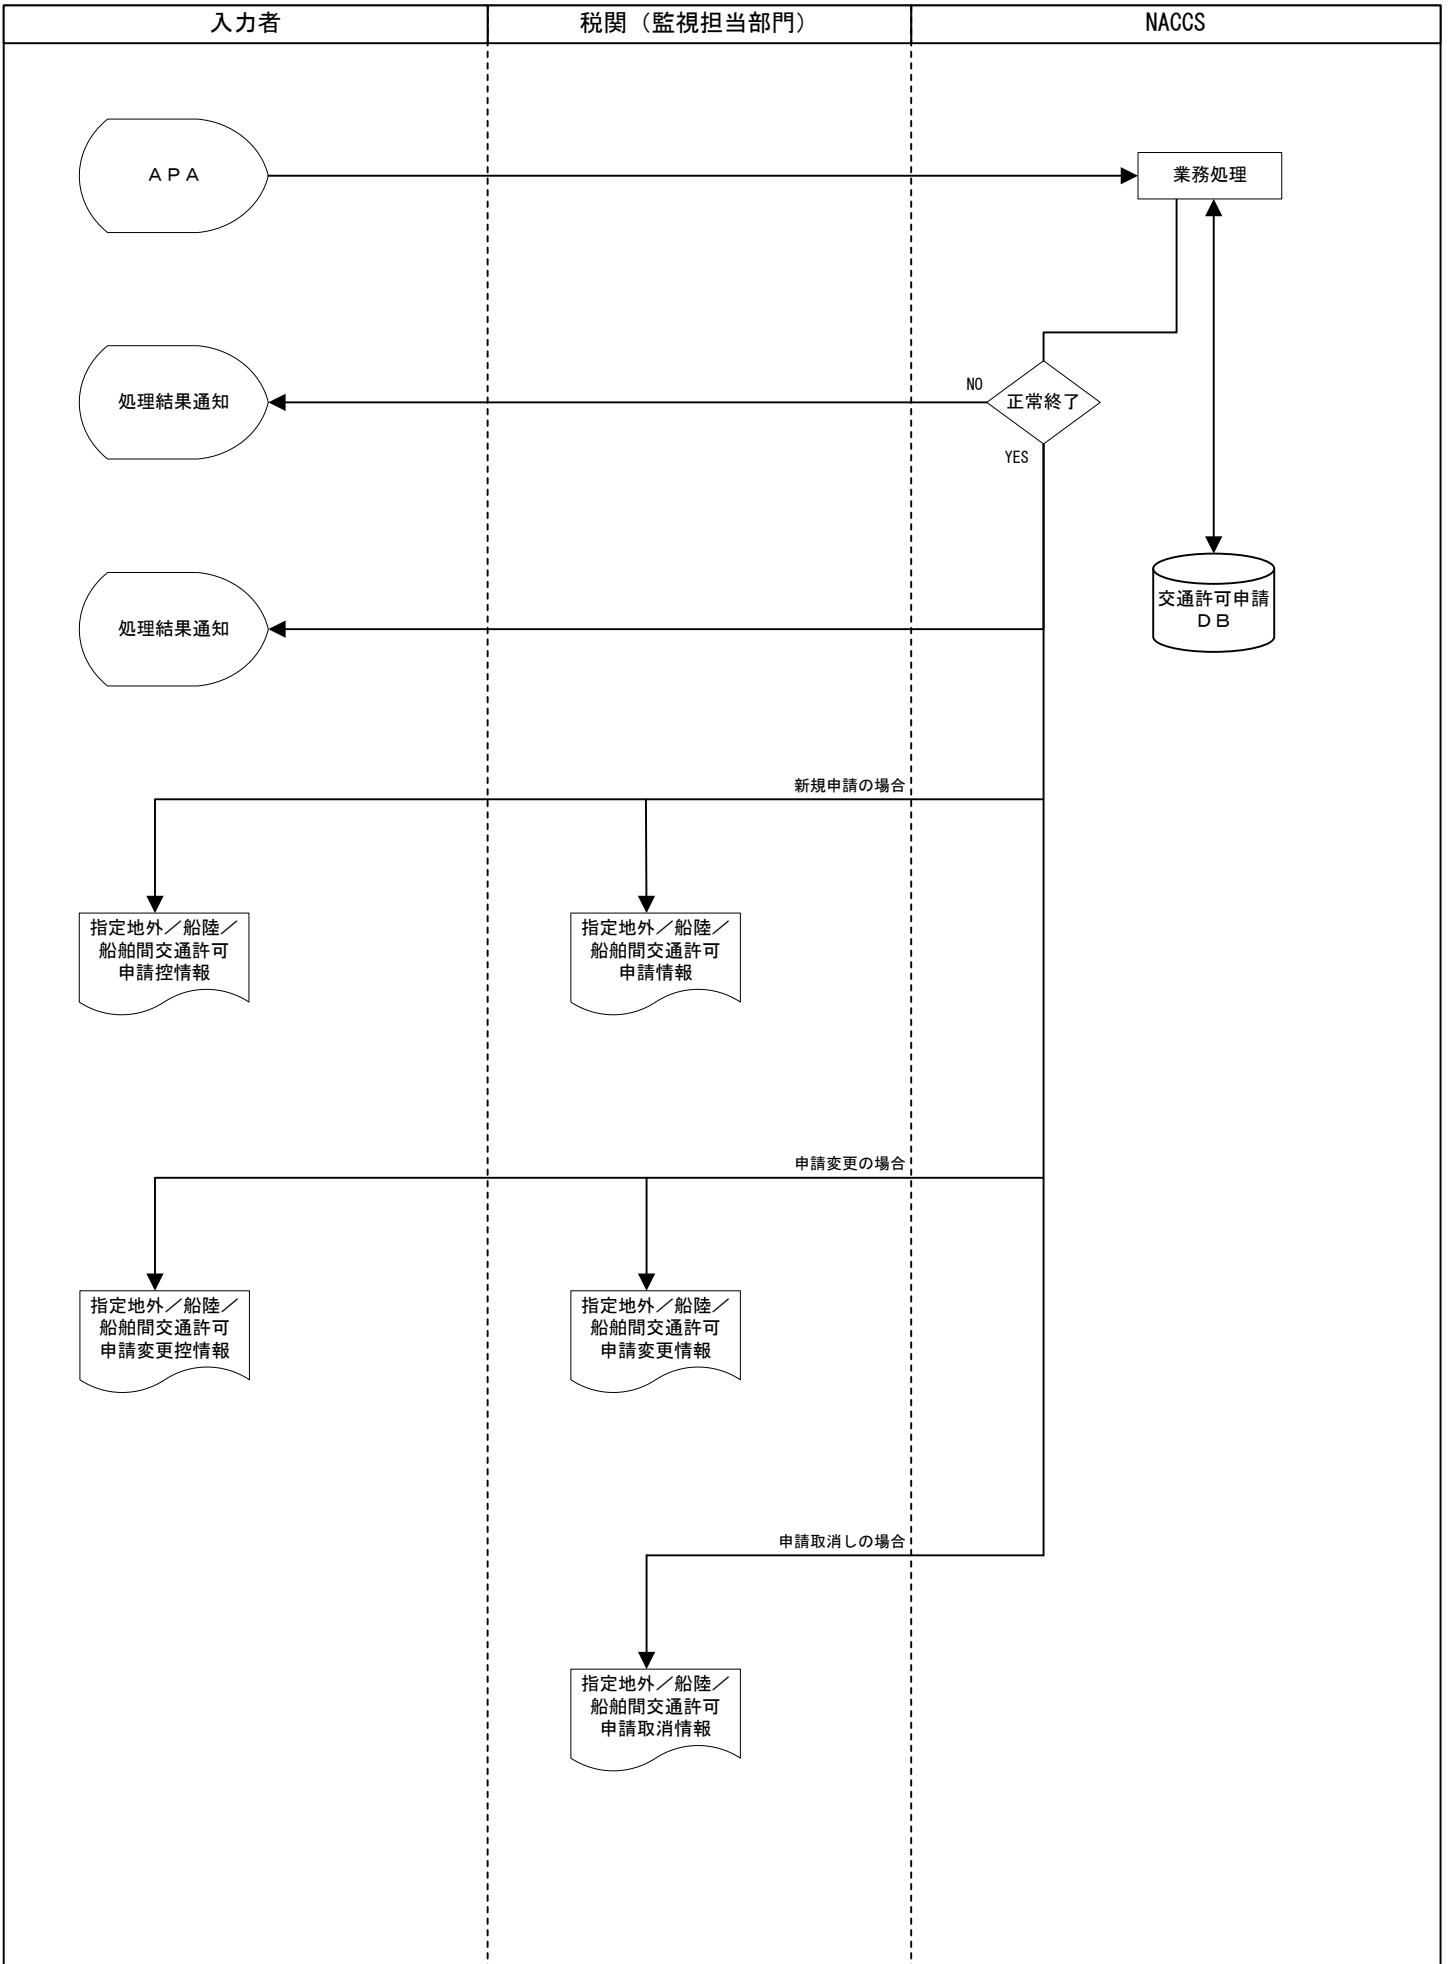 入力者
税関（監視担当部門）
NACCS
ＡＰＡ
業務処理
処理結果通知
NO
正常終了
YES
処理結果通知
交通許可申請
ＤＢ
新規申請の場合
指定地外／船陸／
船舶間交通許可
申請控情報
指定地外／船陸／
船舶間交通許可
申請情報
申請変更の場合
指定地外／船陸／
船舶間交通許可
申請変更控情報
指定地外／船陸／
船舶間交通許可
申請変更情報
申請取消しの場合
指定地外／船陸／
船舶間交通許可
申請取消情報